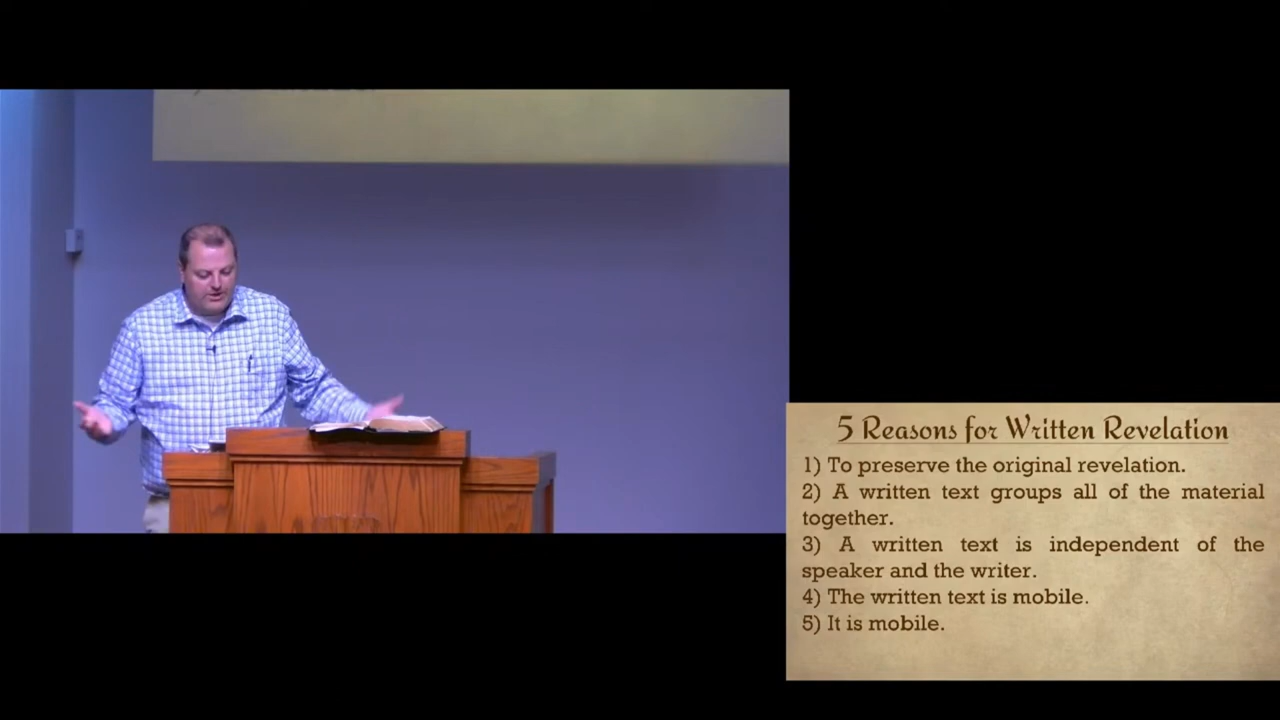 5 Reasons for Written Revelation
1) To preserve the original revelation.
2) A written text groups all of the material
together.
3) A written text is independent of the
speaker and the writer.
4) The written text is mobile.
5) It is mobile.